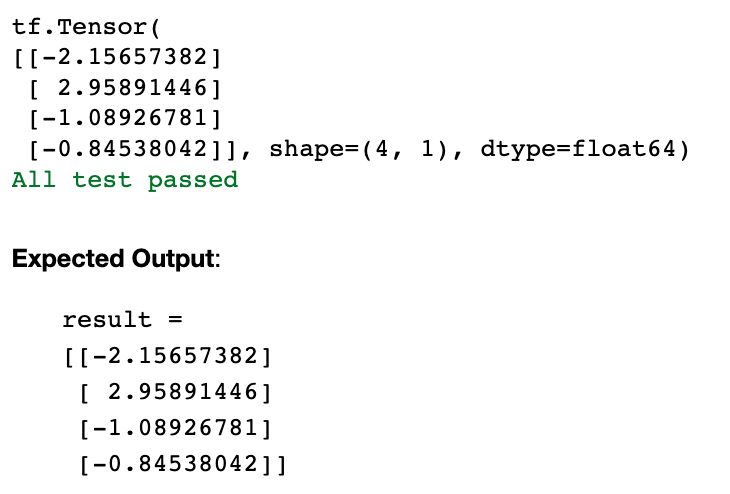 tf.Tensor(
[[-2.15657382]
 [ 2.95891446]
 [-1.08926781]
 [-0.84538042]], shape=(4, 1), dtype=float64)
All test passed
Expected Output:
result =
[[-2.15657382]
 [ 2.95891446]
 [-1.08926781]
 [-0.84538042]]